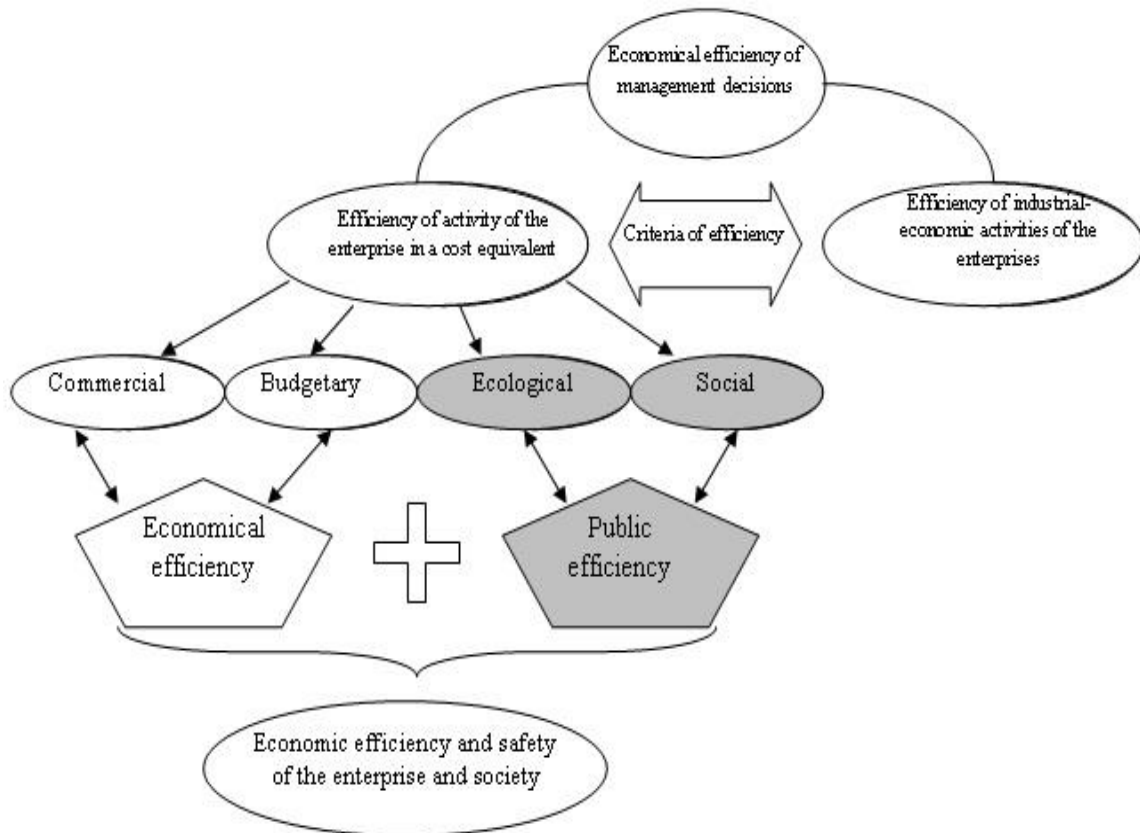 Economical efficiency of
management decisions
Efficiency of activity of the
enterprise in a cost equivalent
Criteria of efficiency
Efficiency of industrial-
economic activities of the
enterprises
Commercial
Budgetary
Ecological
Social
Economical
efficiency
Public
efficiency
Economic efficiency and safety
of the enterprise and society